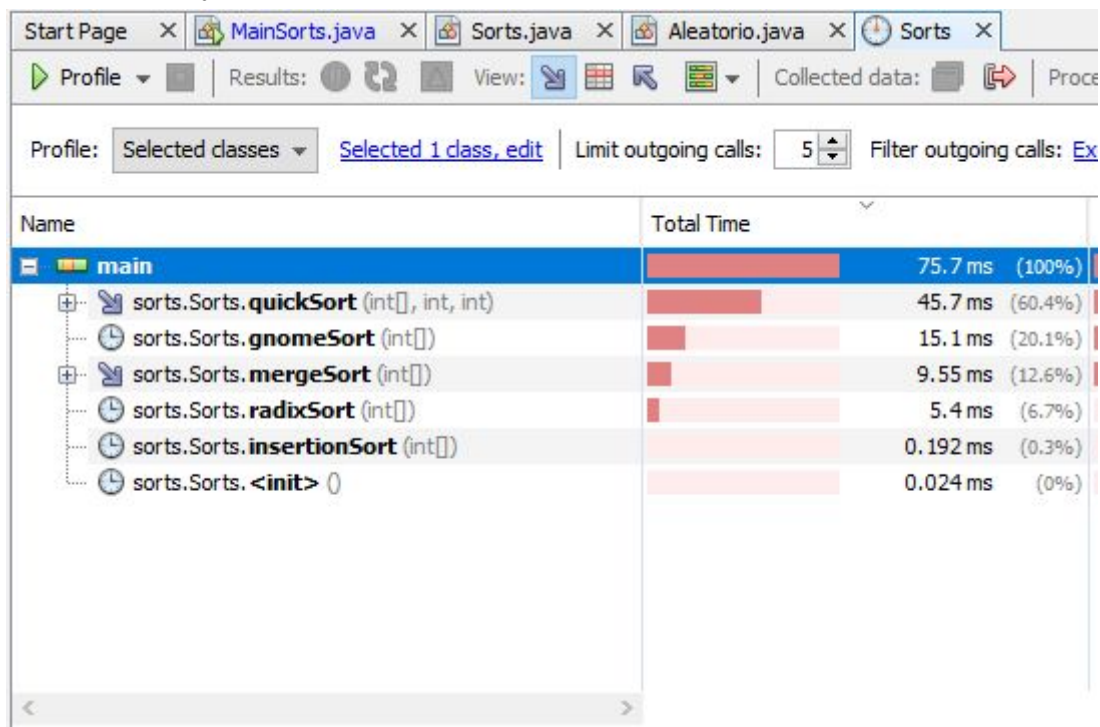 Start Page MainSorts.java Sorts.java Aleatorio.java Sorts
Profile Results: View: Collected data: Proce
Profile: Selected classes Selected 1 class, edit Limit outgoing calls: 5 Filter outgoing calls: Ex
Name Total Time
main 75.7 ms (100%)
sorts.Sorts.quickSort (int[], int, int) 45.7 ms (60.4%)
sorts.Sorts.gnomeSort (int[]) 15.1 ms (20.1%)
sorts.Sorts.mergeSort (int[]) 9.55 ms (12.6%)
sorts.Sorts.radixSort (int[]) 5.4 ms (6.7%)
sorts.Sorts.insertionSort (int[]) 0.192 ms (0.3%)
sorts.Sorts.<init> () 0.024 ms (0%)